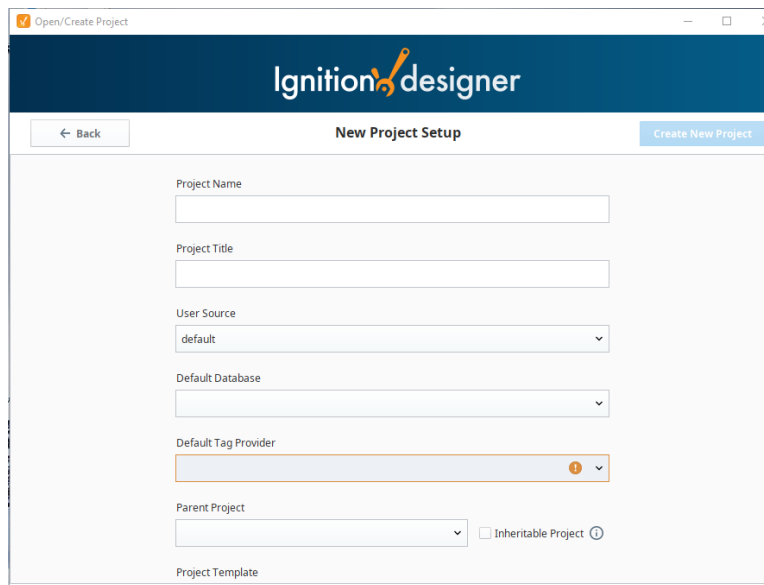 Open/Create Project
Ignition designer
← Back
New Project Setup
Create New Project
Project Name
Project Title
User Source
default
Default Database
Default Tag Provider
Parent Project
Inheritable Project
Project Template